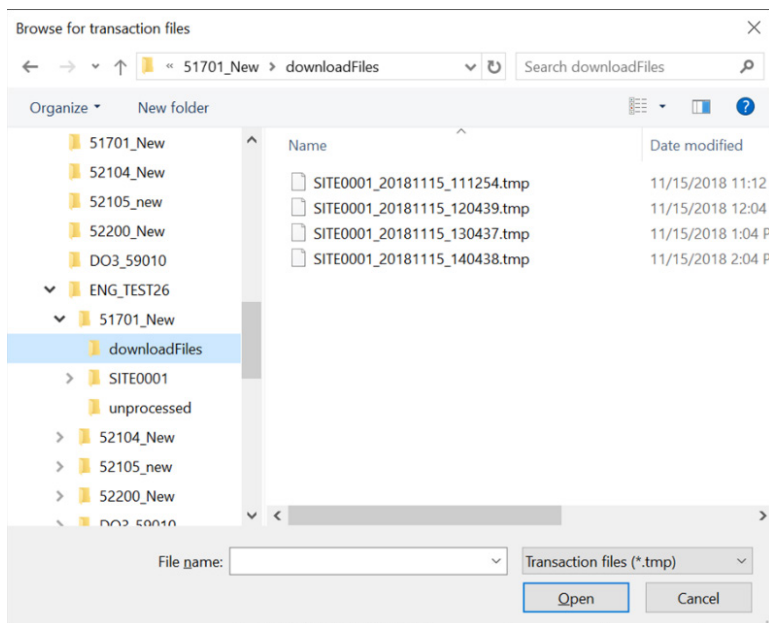 Browse for transaction files
« 51701_New > downloadFiles
Search downloadFiles
Organize
New folder
51701_New
52104_New
52105_new
52200_New
DO3_59010
ENG_TEST26
51701_New
downloadFiles
SITE0001
unprocessed
52104_New
52105_new
52200_New
DO3_59010
Name
Date modified
SITE0001_20181115_111254.tmp
11/15/2018 11:12
SITE0001_20181115_120439.tmp
11/15/2018 12:04
SITE0001_20181115_130437.tmp
11/15/2018 1:04 P
SITE0001_20181115_140438.tmp
11/15/2018 2:04 P
File name:
Transaction files (*.tmp)
Open
Cancel